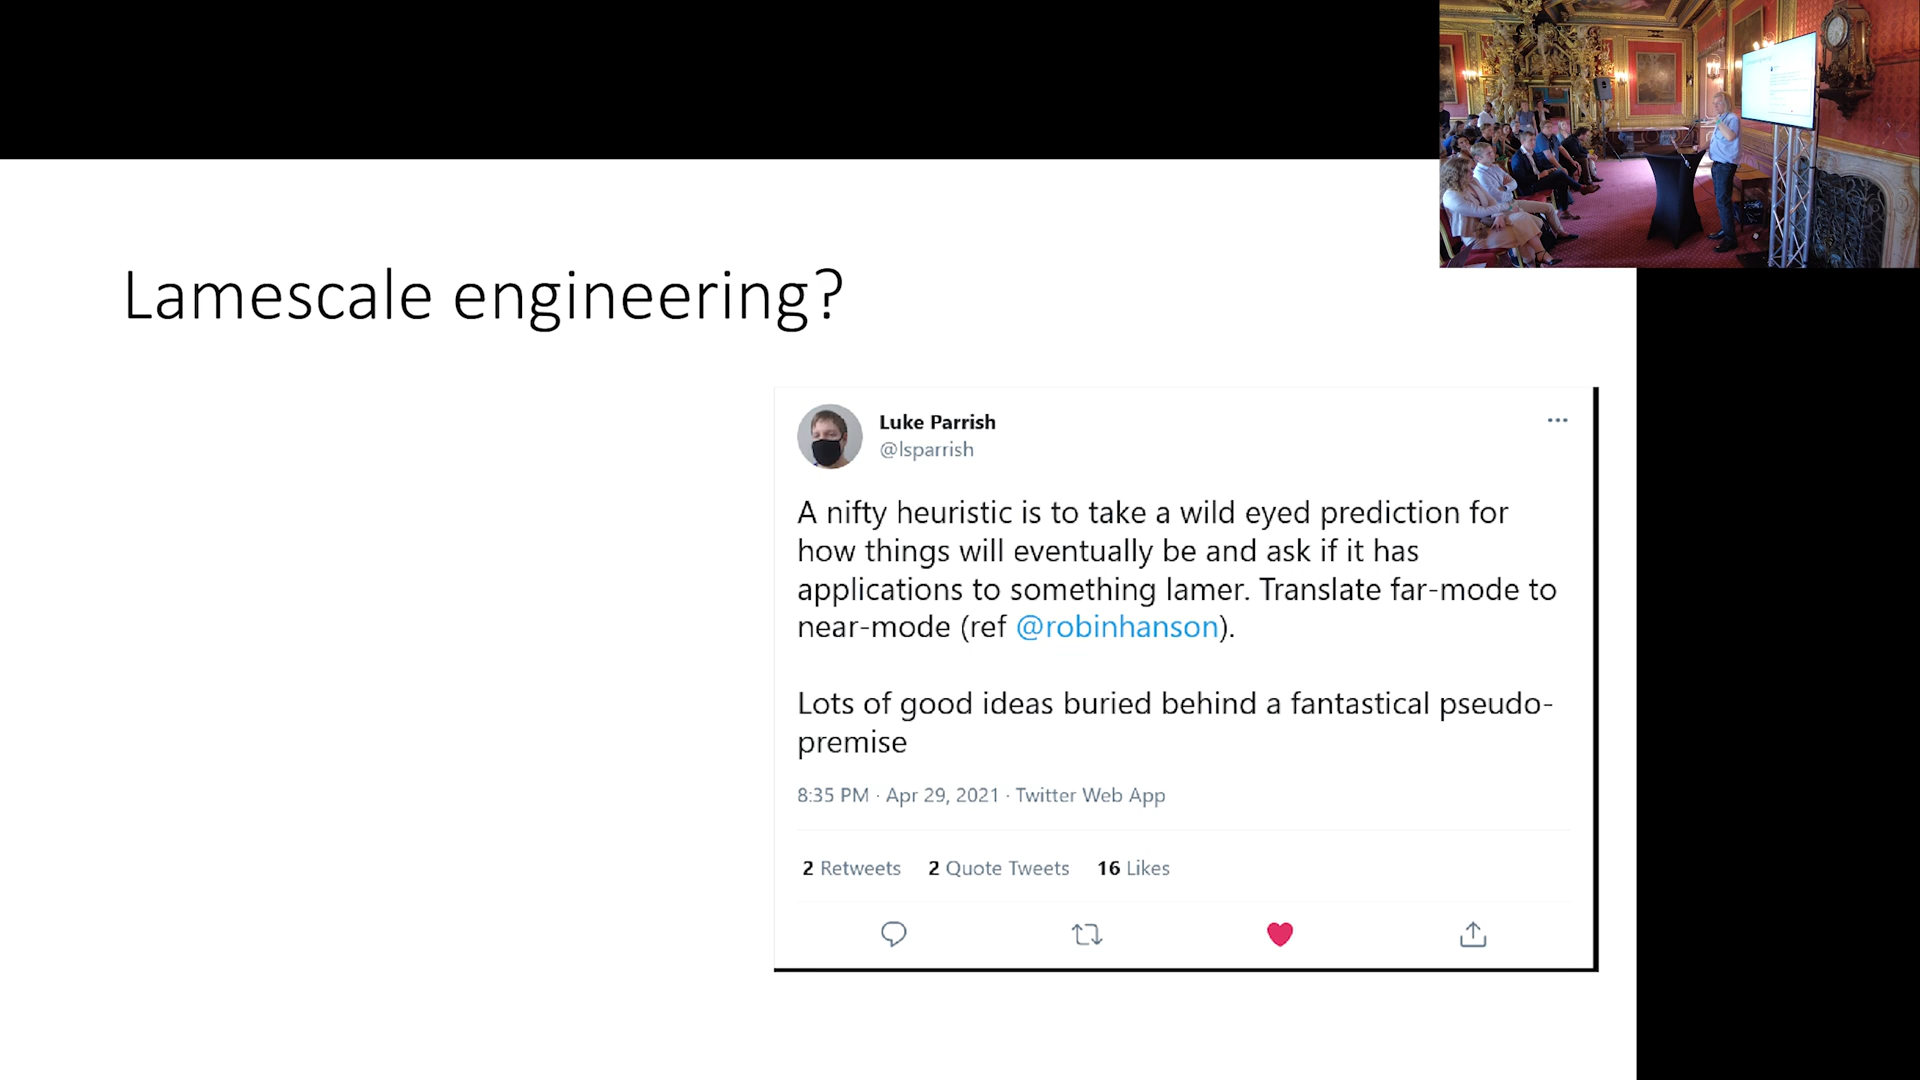 Lamescale engineering?
Luke Parrish
@lsparrish
A nifty heuristic is to take a wild eyed prediction for
how things will eventually be and ask if it has
applications to something lamer. Translate far-mode to
near-mode (ref @robinhanson).
Lots of good ideas buried behind a fantastical pseudo-
premise
8:35 PM · Apr 29, 2021 · Twitter Web App
2 Retweets 2 Quote Tweets 16 Likes